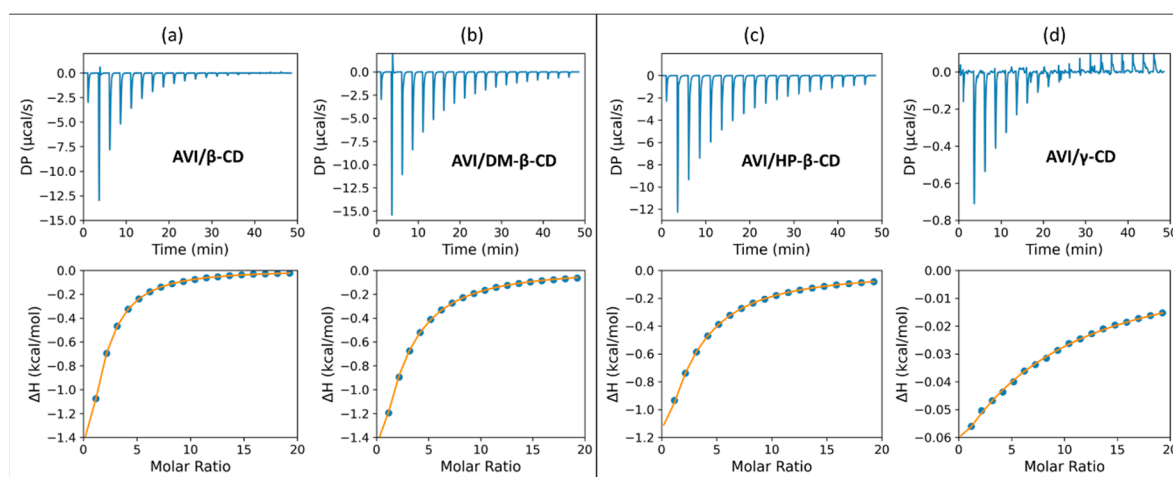 (a) (b) (c) (d)
0.0
−2.5
−5.0
−7.5
−10.0
−12.5
−15.0
DP (μcal/s)
AVI/β-CD
0 10 20 30 40 50
Time (min)
0.0
−2.5
−5.0
−7.5
−10.0
−12.5
−15.0
DP (μcal/s)
AVI/DM-β-CD
0 10 20 30 40 50
Time (min)
0
−2
−4
−6
−8
−10
−12
DP (μcal/s)
AVI/HP-β-CD
0 10 20 30 40 50
Time (min)
0.0
−0.2
−0.4
−0.6
−0.8
DP (μcal/s)
AVI/γ-CD
0 10 20 30 40 50
Time (min)
0.0
−0.2
−0.4
−0.6
−0.8
−1.0
−1.2
−1.4
ΔH (kcal/mol)
0 5 10 15 20
Molar Ratio
0.0
−0.2
−0.4
−0.6
−0.8
−1.0
−1.2
−1.4
ΔH (kcal/mol)
0 5 10 15 20
Molar Ratio
0.0
−0.2
−0.4
−0.6
−0.8
−1.0
−1.2
ΔH (kcal/mol)
0 5 10 15 20
Molar Ratio
0.00
−0.01
−0.02
−0.03
−0.04
−0.05
−0.06
ΔH (kcal/mol)
0 5 10 15 20
Molar Ratio